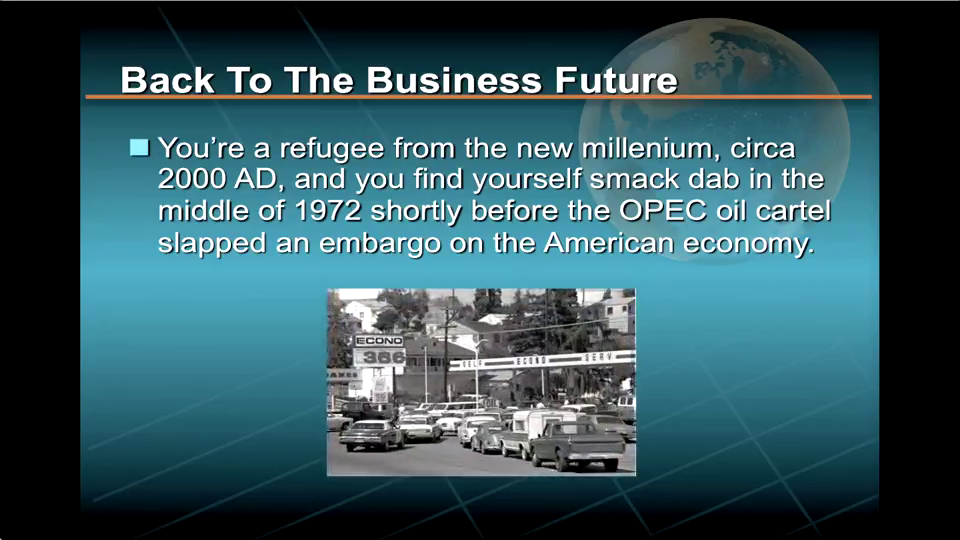 Back To The Business Future
You're a refugee from the new millenium, circa
2000 AD, and you find yourself smack dab in the
middle of 1972 shortly before the OPEC oil cartel
slapped an embargo on the American economy.
ECONO
366
SELF ECONO SERV